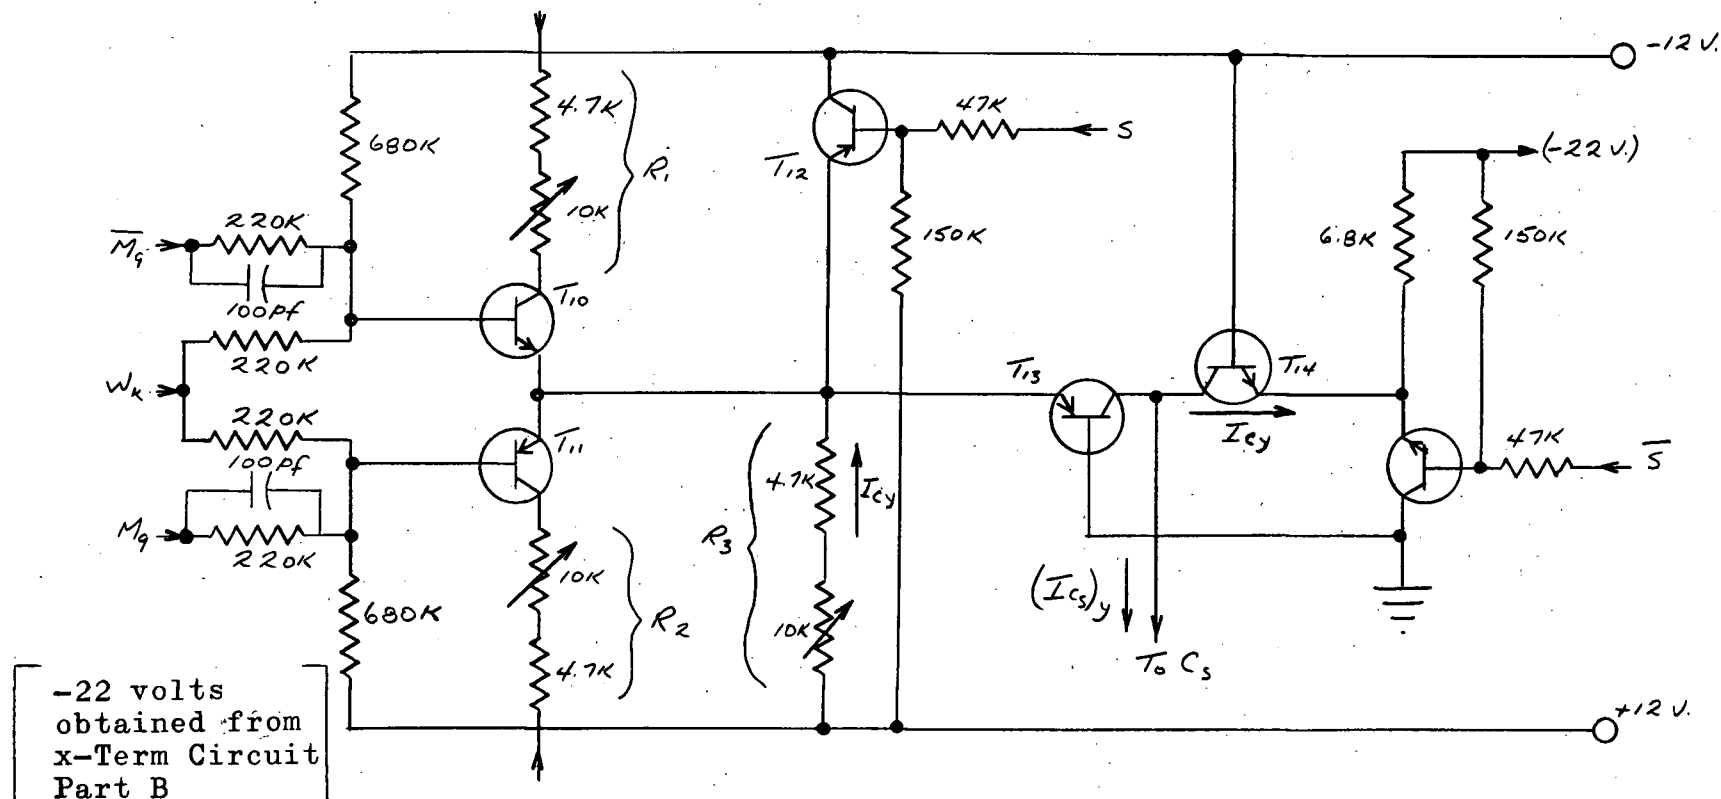 -12 V.
4.7K
680K
R₁
10K
47K
S
T₁₂
(-22 V.)
220K
M̅q
100pf
T₁₀
150K
6.8K
150K
220K
Wₖ
T₁₃
T₁₄
220K
100pf
T₁₁
Icy
47K
S̅
4.7K
Icy
Mq
220K
R₃
10K
R₂
(Ics)y
680K
10K
4.7K
To Cs
-22 volts
obtained from
x-Term Circuit
Part B
+12 V.